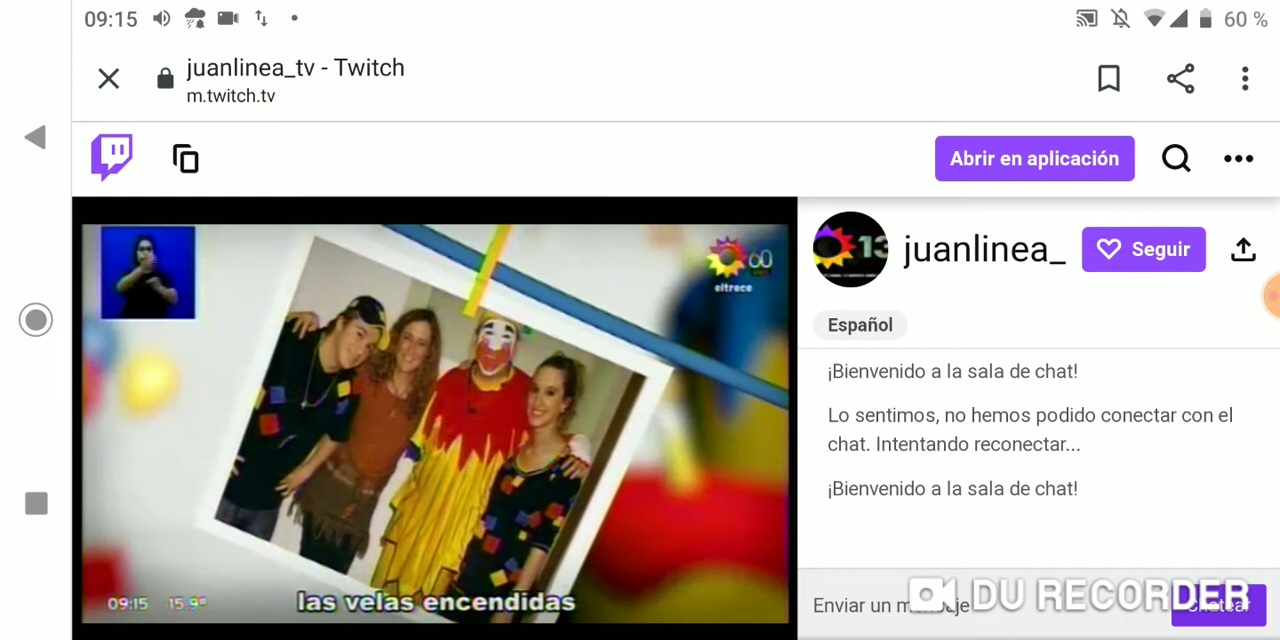 09:15
60 %
juanlinea_tv - Twitch
m.twitch.tv
Abrir en aplicación
60
eltrece
13
juanlinea_
Seguir
Español
¡Bienvenido a la sala de chat!
Lo sentimos, no hemos podido conectar con el
chat. Intentando reconectar...
¡Bienvenido a la sala de chat!
09:15 15.9°
las velas encendidas
Enviar un mensaje
DU RECORDER
Chatear